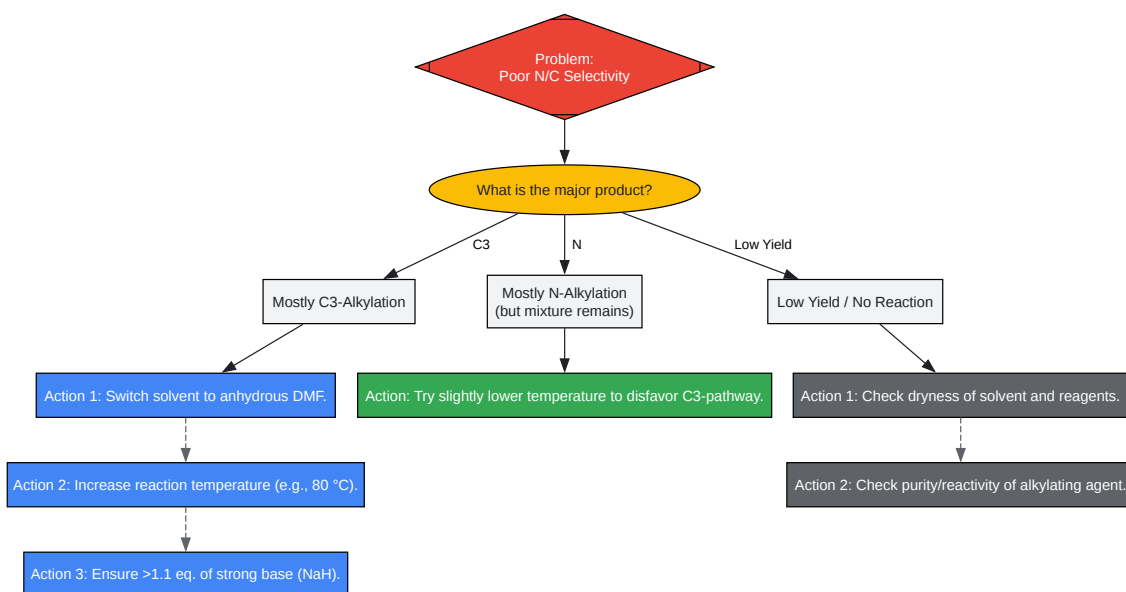 Problem:
Poor N/C Selectivity
What is the major product?
C3
N
Low Yield
Mostly C3-Alkylation
Mostly N-Alkylation
(but mixture remains)
Low Yield / No Reaction
Action 1: Switch solvent to anhydrous DMF.
Action: Try slightly lower temperature to disfavor C3-pathway.
Action 1: Check dryness of solvent and reagents.
Action 2: Increase reaction temperature (e.g., 80 °C).
Action 2: Check purity/reactivity of alkylating agent.
Action 3: Ensure >1.1 eq. of strong base (NaH).